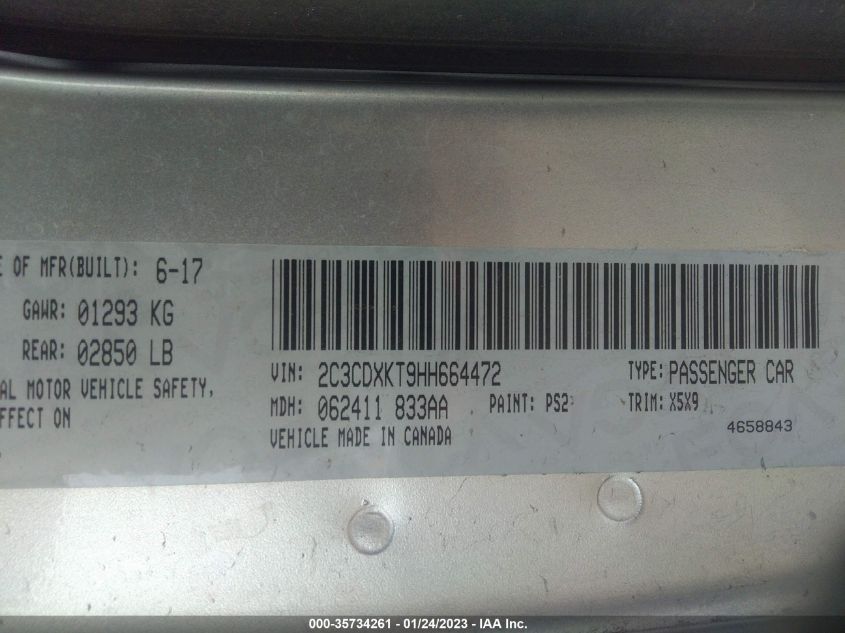 E OF MFR(BUILT): 6-17
GAWR: 01293 KG
REAR: 02850 LB
AL MOTOR VEHICLE SAFETY,
FFECT ON
VIN: 2C3CDXKT9HH664472
TYPE: PASSENGER CAR
MDH: 062411 833AA
PAINT: PS2
TRIM: X5X9
VEHICLE MADE IN CANADA
4658843
000-35734261 - 01/24/2023 - IAA Inc.